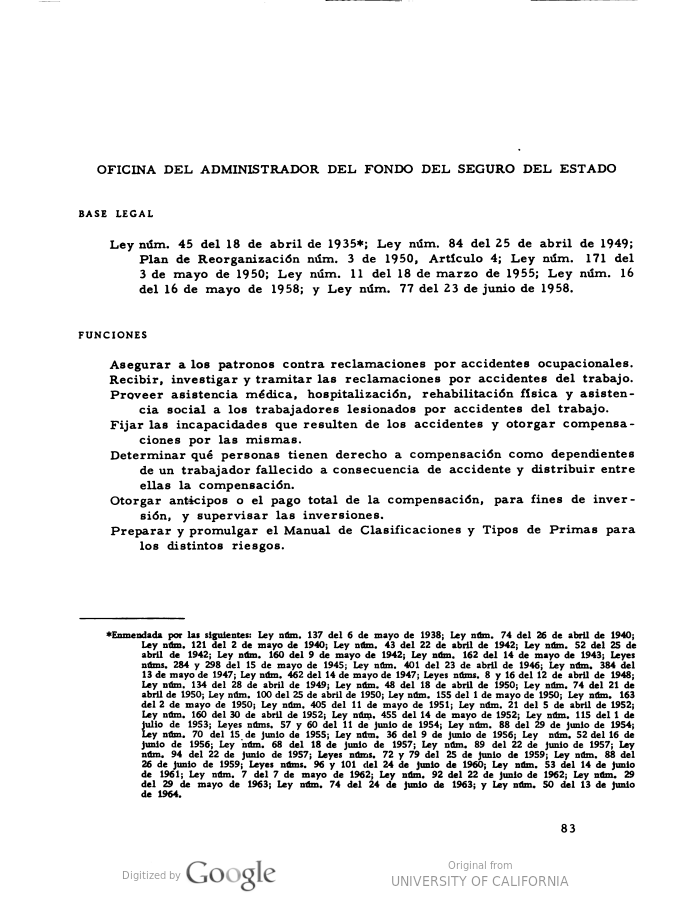 OFICINA DEL ADMINISTRADOR DEL FONDO DEL SEGURO DEL ESTADO
BASE LEGAL
Ley núm. 45 del 18 de abril de 1935*; Ley núm. 84 del 25 de abril de 1949;
Plan de Reorganización núm. 3 de 1950, Artículo 4; Ley núm. 171 del
3 de mayo de 1950; Ley núm. 11 del 18 de marzo de 1955; Ley núm. 16
del 16 de mayo de 1958; y Ley núm. 77 del 23 de junio de 1958.
FUNCIONES
Asegurar a los patronos contra reclamaciones por accidentes ocupacionales.
Recibir, investigar y tramitar las reclamaciones por accidentes del trabajo.
Proveer asistencia médica, hospitalización, rehabilitación física y asisten-
cia social a los trabajadores lesionados por accidentes del trabajo.
Fijar las incapacidades que resulten de los accidentes y otorgar compensa-
ciones por las mismas.
Determinar qué personas tienen derecho a compensación como dependientes
de un trabajador fallecido a consecuencia de accidente y distribuir entre
ellas la compensación.
Otorgar anticipos o el pago total de la compensación, para fines de inver-
sión, y supervisar las inversiones.
Preparar y promulgar el Manual de Clasificaciones y Tipos de Primas para
los distintos riesgos.
*Enmendada por las siguientes: Ley núm. 137 del 6 de mayo de 1938; Ley núm. 74 del 26 de abril de 1940;
Ley núm. 121 del 2 de mayo de 1940; Ley núm. 43 del 22 de abril de 1942; Ley núm. 52 del 25 de
abril de 1942; Ley núm. 160 del 9 de mayo de 1942; Ley núm. 162 del 14 de mayo de 1943; Leyes
núms. 284 y 298 del 15 de mayo de 1945; Ley núm. 401 del 23 de abril de 1946; Ley núm. 384 del
13 de mayo de 1947; Ley núm. 462 del 14 de mayo de 1947; Leyes núms. 8 y 16 del 12 de abril de 1948;
Ley núm. 134 del 28 de abril de 1949; Ley núm. 48 del 18 de abril de 1950; Ley núm. 74 del 21 de
abril de 1950; Ley núm. 100 del 25 de abril de 1950; Ley núm. 155 del 1 de mayo de 1950; Ley núm. 163
del 2 de mayo de 1950; Ley núm. 405 del 11 de mayo de 1951; Ley núm. 21 del 5 de abril de 1952;
Ley núm. 160 del 30 de abril de 1952; Ley núm. 455 del 14 de mayo de 1952; Ley núm. 115 del 1 de
julio de 1953; Leyes núms. 57 y 60 del 11 de junio de 1954; Ley núm. 88 del 29 de junio de 1954;
Ley núm. 70 del 15 de junio de 1955; Ley núm. 36 del 9 de junio de 1956; Ley núm. 52 del 16 de
junio de 1956; Ley núm. 68 del 18 de junio de 1957; Ley núm. 89 del 22 de junio de 1957; Ley
núm. 94 del 22 de junio de 1957; Leyes núms. 72 y 79 del 25 de junio de 1959; Ley núm. 88 del
26 de junio de 1959; Leyes núms. 96 y 101 del 24 de junio de 1960; Ley núm. 53 del 14 de junio
de 1961; Ley núm. 7 del 7 de mayo de 1962; Ley núm. 92 del 22 de junio de 1962; Ley núm. 29
del 29 de mayo de 1963; Ley núm. 74 del 24 de junio de 1963; y Ley núm. 50 del 13 de junio
de 1964.
83
Digitized by Google
Original from
UNIVERSITY OF CALIFORNIA